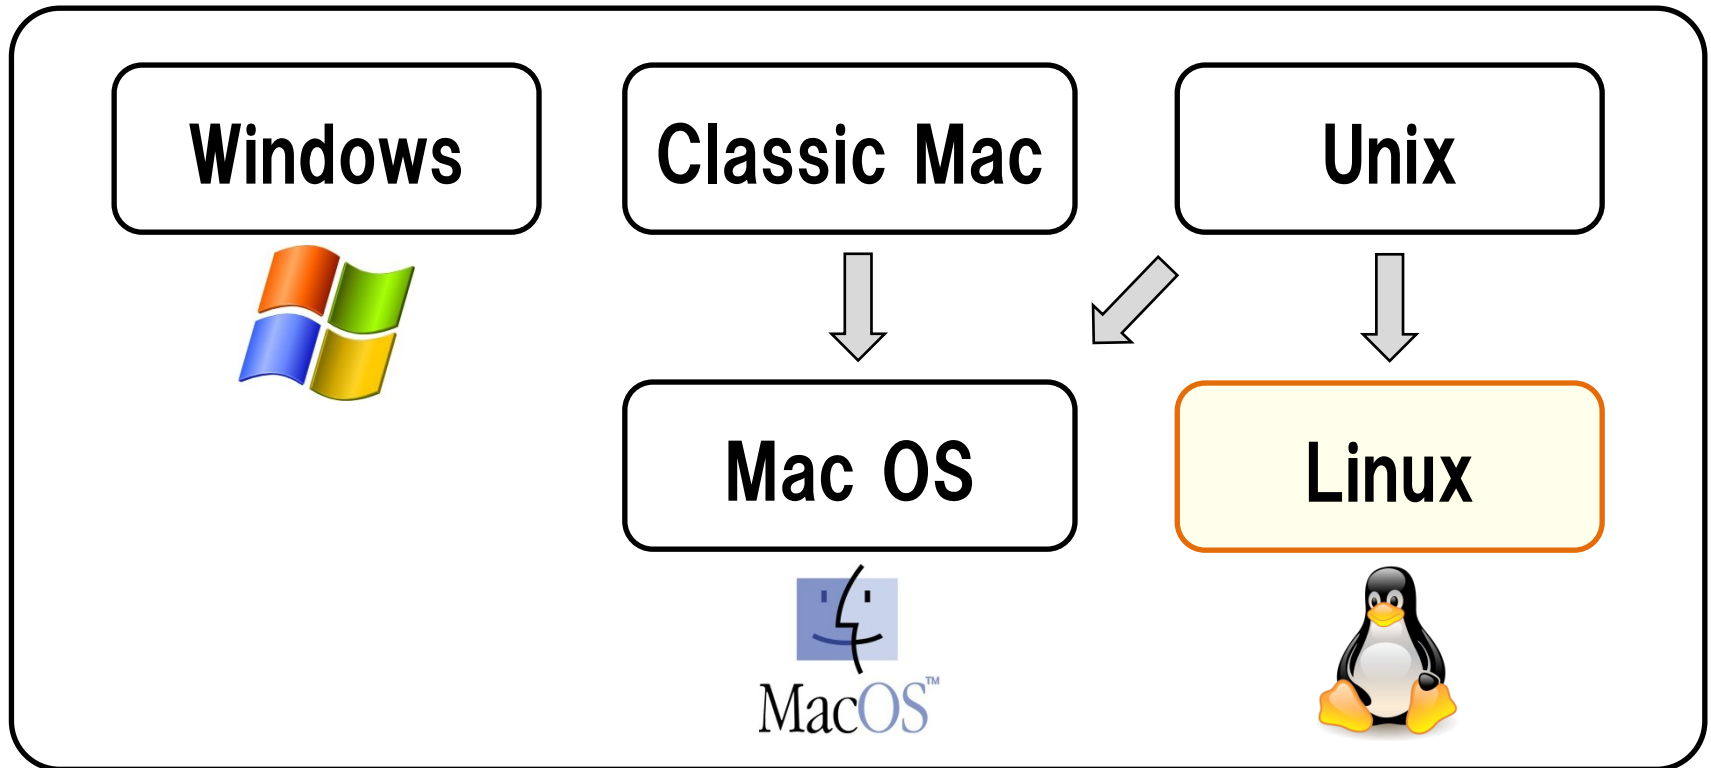 Windows
Classic Mac
Unix
Mac OS
Linux
MacOS™